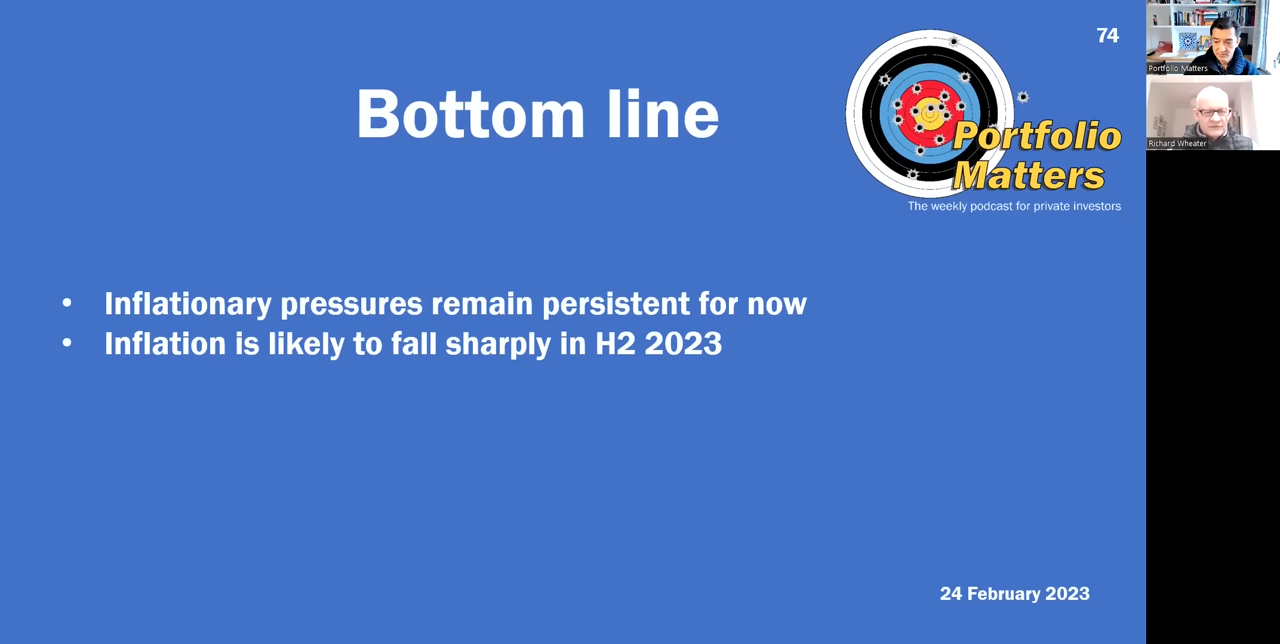 74
Bottom line
Portfolio
Matters
The weekly podcast for private investors
• Inflationary pressures remain persistent for now
• Inflation is likely to fall sharply in H2 2023
24 February 2023
Portfolio Matters
Richard Wheater